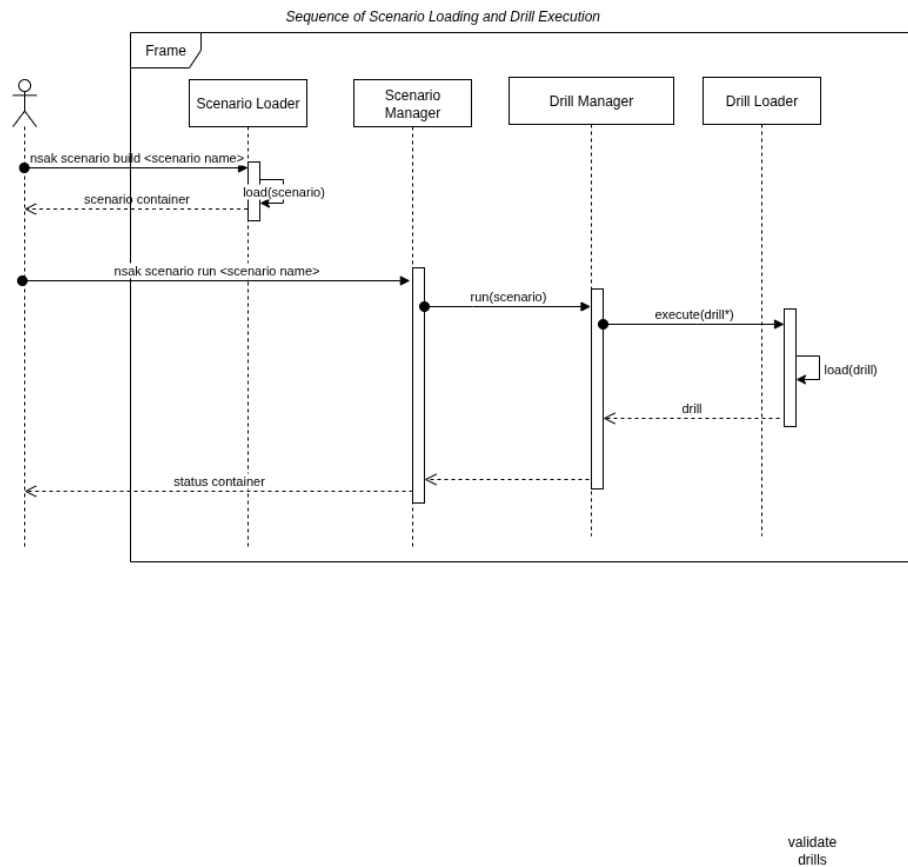 Sequence of Scenario Loading and Drill Execution
Frame
Scenario Loader
Scenario
Manager
Drill Manager
Drill Loader
nsak scenario build <scenario name>
load(scenario)
scenario container
nsak scenario run <scenario name>
run(scenario)
execute(drill*)
load(drill)
drill
status container
validate
drills